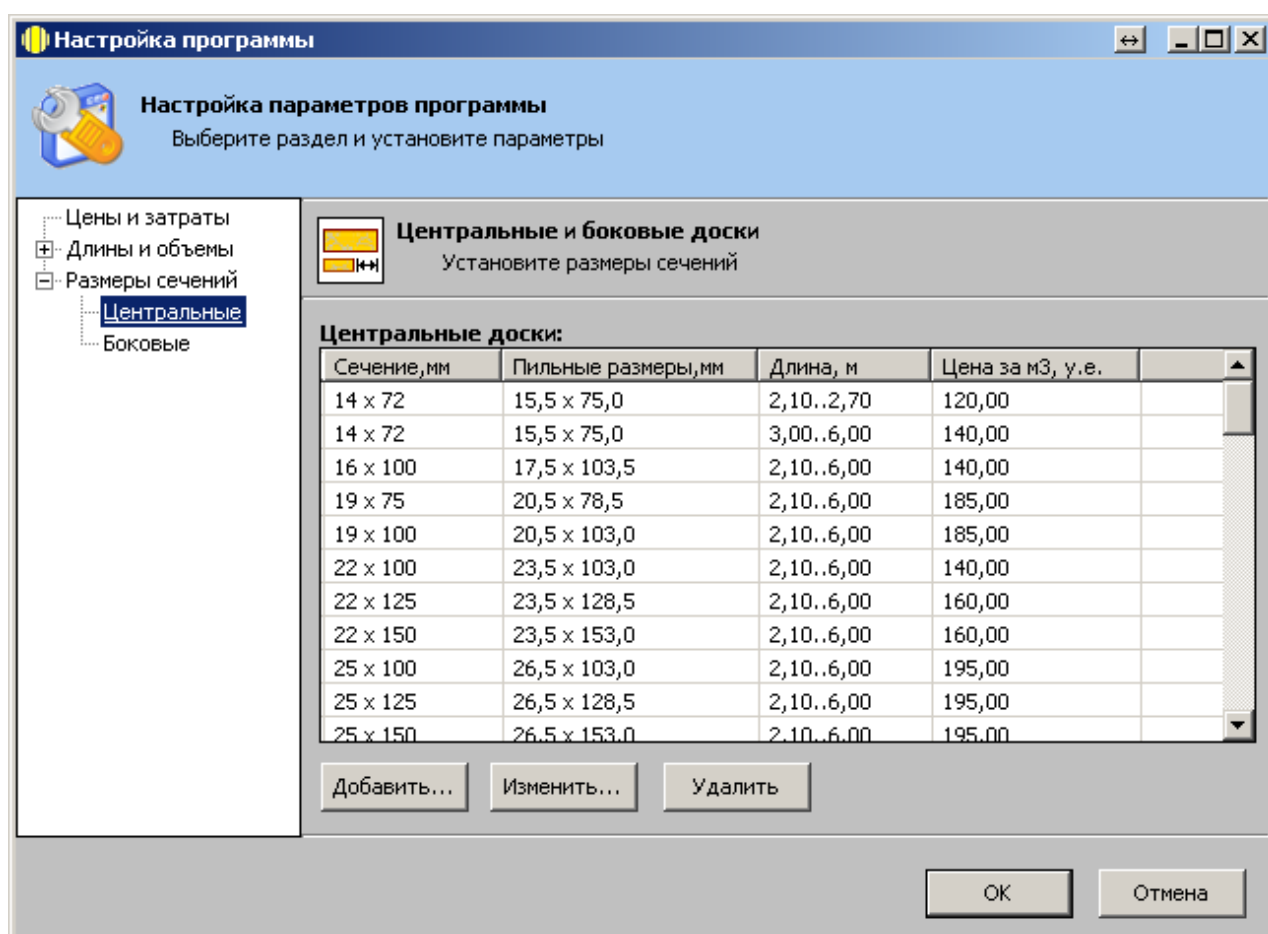 Настройка программы
Настройка параметров программы
Выберите раздел и установите параметры
Цены и затраты
Длины и объемы
Размеры сечений
Центральные
Боковые
Центральные и боковые доски
Установите размеры сечений
Центральные доски:
Сечение,мм Пильные размеры,мм Длина, м Цена за м3, у.е.
14 x 72 15,5 x 75,0 2,10..2,70 120,00
14 x 72 15,5 x 75,0 3,00..6,00 140,00
16 x 100 17,5 x 103,5 2,10..6,00 140,00
19 x 75 20,5 x 78,5 2,10..6,00 185,00
19 x 100 20,5 x 103,0 2,10..6,00 185,00
22 x 100 23,5 x 103,0 2,10..6,00 140,00
22 x 125 23,5 x 128,5 2,10..6,00 160,00
22 x 150 23,5 x 153,0 2,10..6,00 160,00
25 x 100 26,5 x 103,0 2,10..6,00 195,00
25 x 125 26,5 x 128,5 2,10..6,00 195,00
25 x 150 26,5 x 153,0 2,10..6,00 195,00
Добавить... Изменить... Удалить
OK Отмена